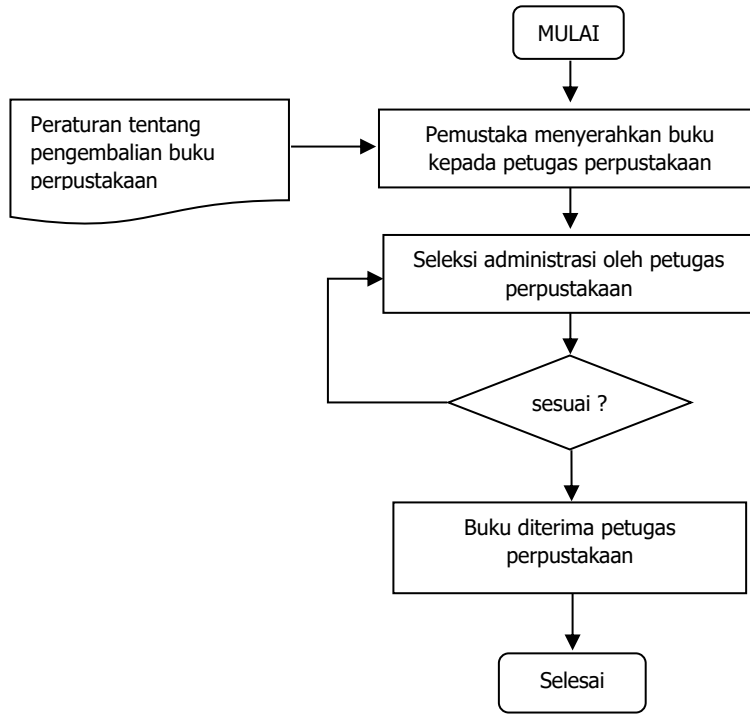 MULAI
Peraturan tentang
pengembalian buku
perpustakaan
Pemustaka menyerahkan buku
kepada petugas perpustakaan
Seleksi administrasi oleh petugas
perpustakaan
sesuai ?
Buku diterima petugas
perpustakaan
Selesai